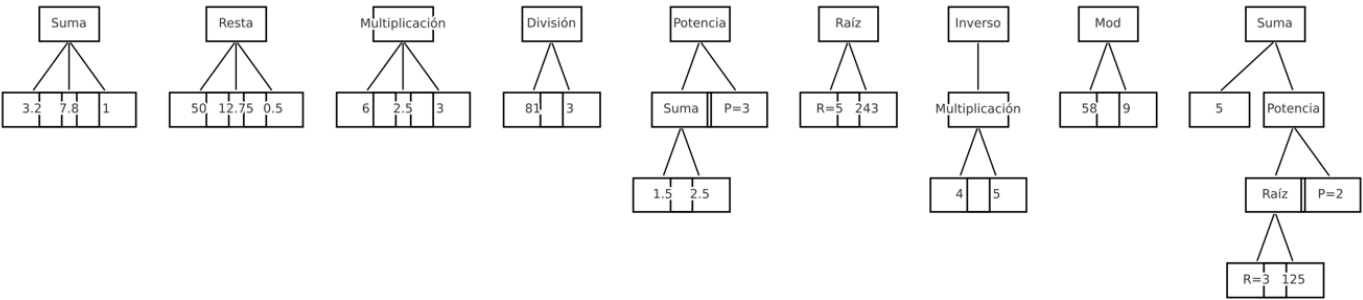 Suma Resta Multiplicación División Potencia Raíz Inverso Mod Suma
3.2 7.8 1 50 12.75 0.5 6 2.5 3 81 3 Suma P=3 R=5 243 Multiplicación 58 9 5 Potencia
1.5 2.5 4 5 Raíz P=2
R=3 125